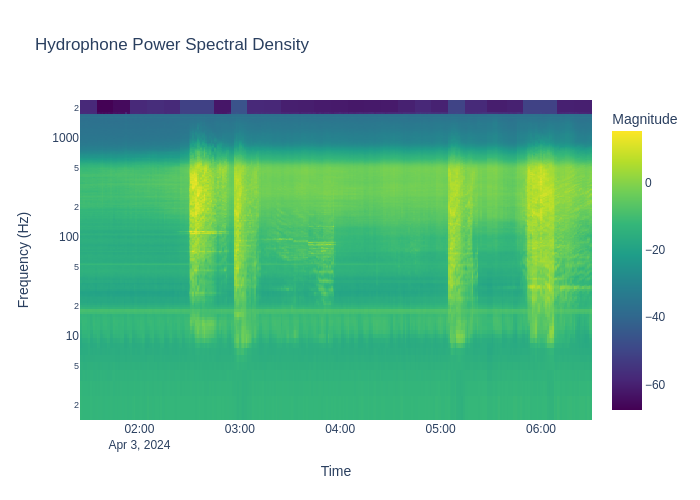 Hydrophone Power Spectral Density
Magnitude
0
−20
−40
−60
Frequency (Hz)
2
1000
5
2
100
5
2
10
5
2
02:00 03:00 04:00 05:00 06:00
Apr 3, 2024
Time